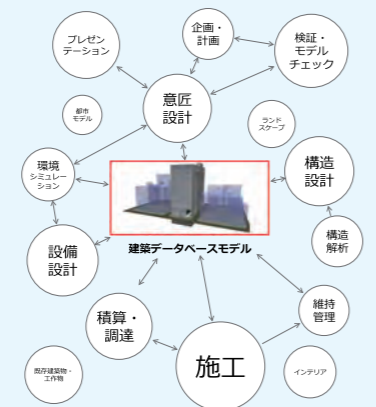 プレゼン
テーション
企画・
計画
検証・
モデル
チェック
意匠
設計
都市
モデル
ランド
スケープ
環境
シミュレー
ション
構造
設計
建築データベースモデル
設備
設計
構造
解析
積算・
調達
維持
管理
施工
既存建築物・
工作物
インテリア